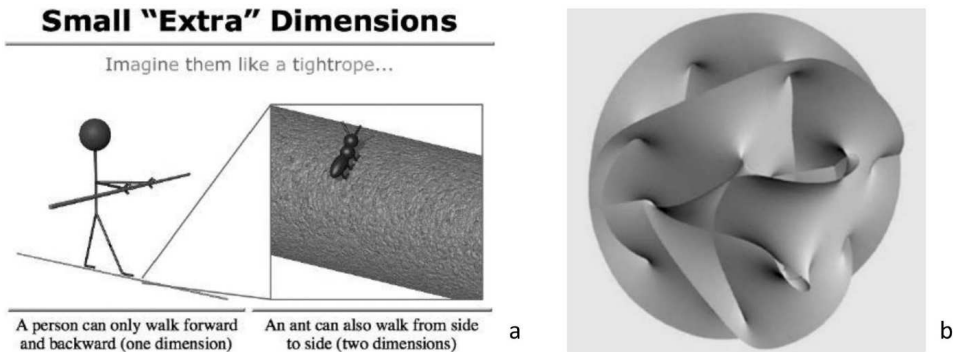 Small “Extra” Dimensions
Imagine them like a tightrope...
A person can only walk forward
and backward (one dimension)
An ant can also walk from side
to side (two dimensions)
a
b